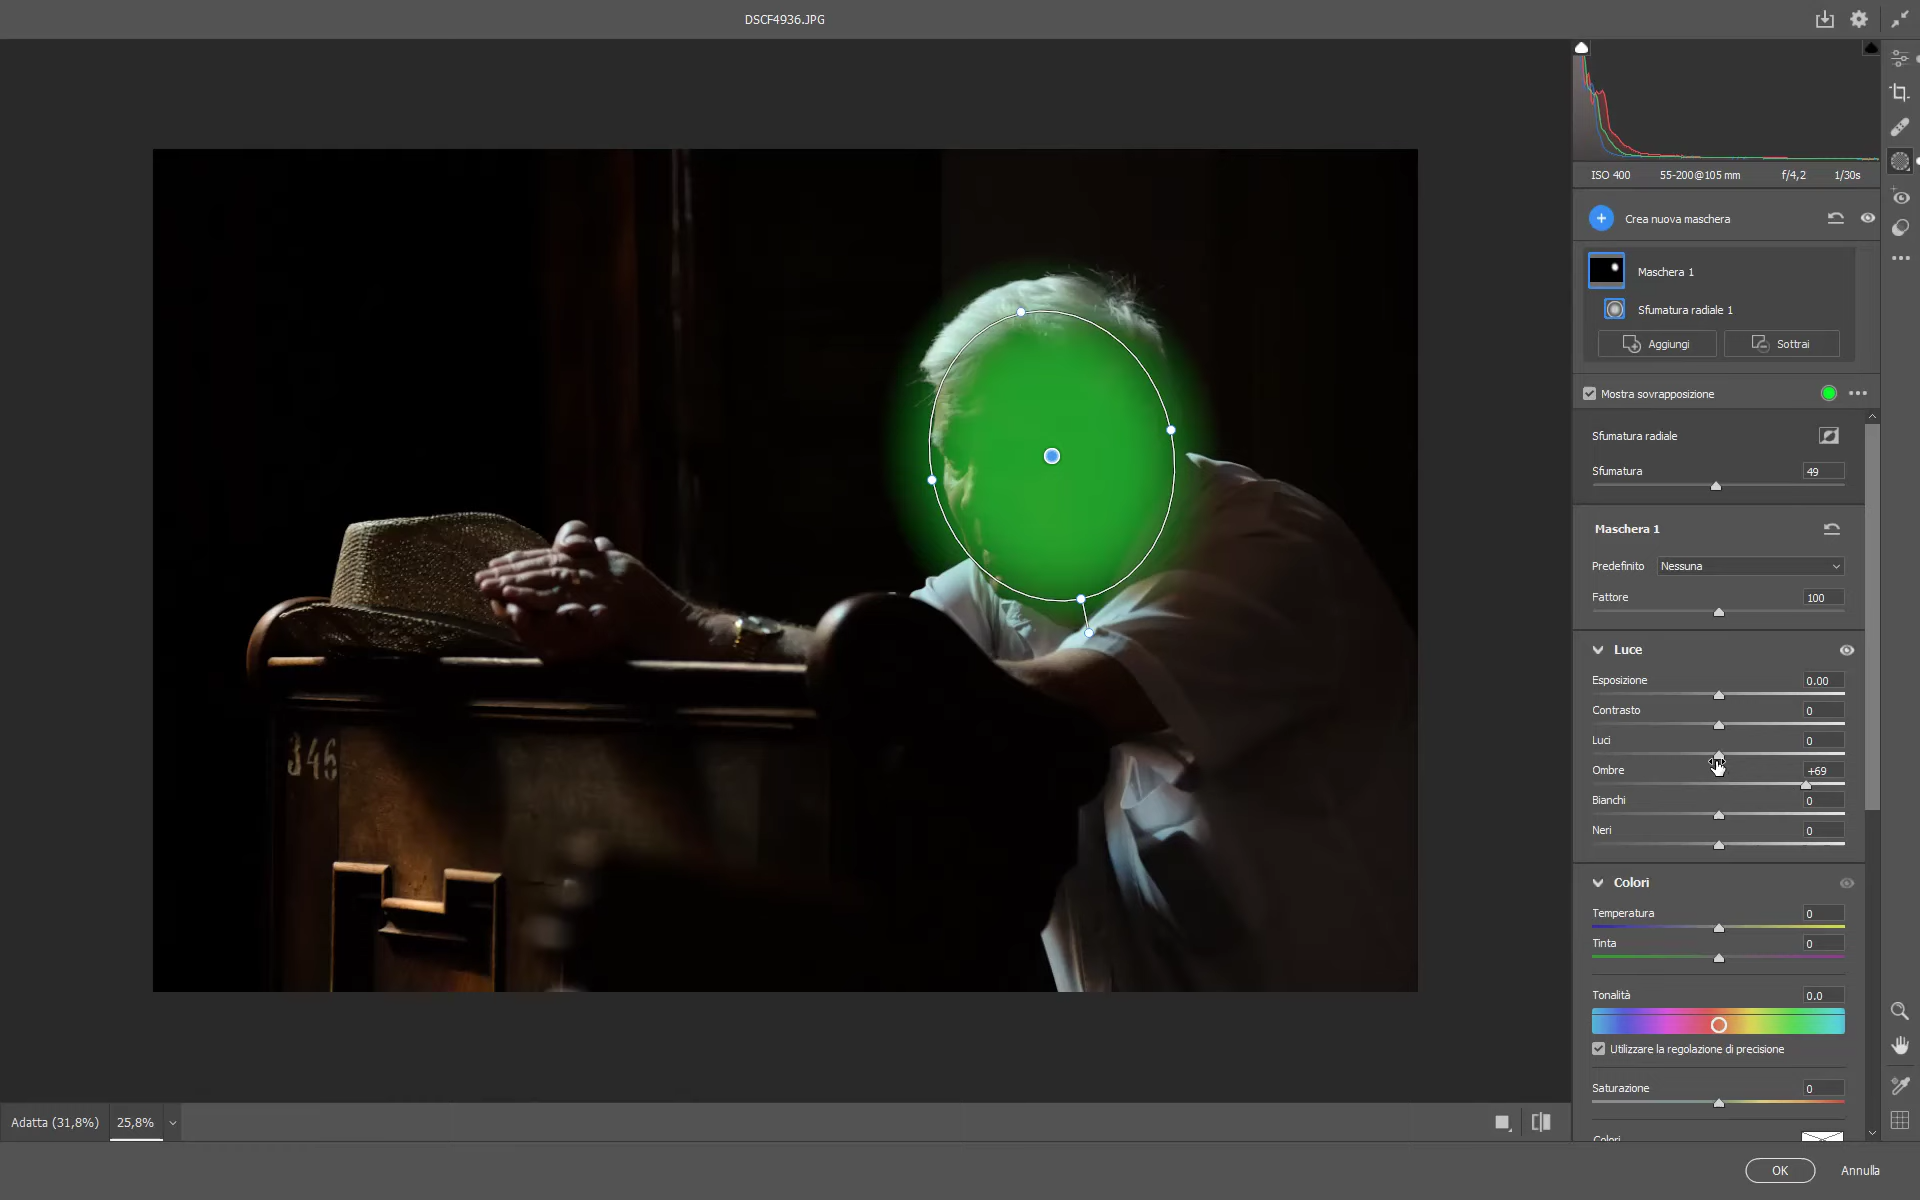 DSCF4936.JPG
ISO 400 55-200@105 mm f/4,2 1/30s
Crea nuova maschera
Maschera 1
Sfumatura radiale 1
Aggiungi Sottrai
Mostra sovrapposizione
Sfumatura radiale
Sfumatura 49
Maschera 1
Predefinito Nessuna
Fattore 100
Luce
Esposizione 0.00
Contrasto 0
Luci 0
Ombre +69
Bianchi 0
Neri 0
Colori
Temperatura 0
Tinta 0
Tonalità 0.0
Utilizzare la regolazione di precisione
Saturazione 0
Colori
346
Adatta (31,8%) 25,8%
OK Annulla